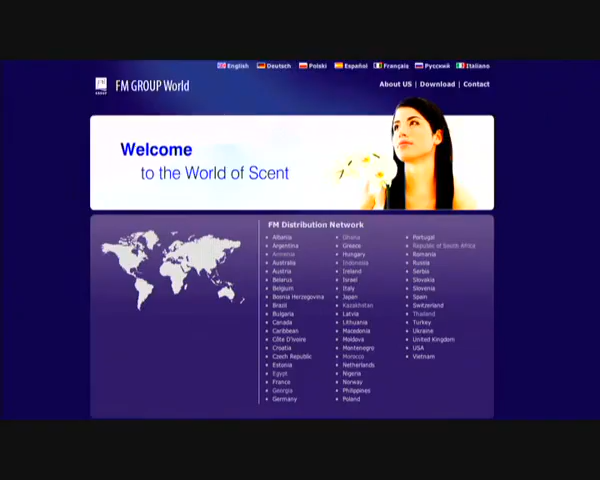 English Deutsch Polski Español Français Русский Italiano
FM GROUP World
About US | Download | Contact
Welcome
to the World of Scent
FM Distribution Network
Albania
Argentina
Armenia
Australia
Austria
Belarus
Belgium
Bosnia Herzegovina
Brazil
Bulgaria
Canada
Caribbean
Côte D'ivoire
Croatia
Czech Republic
Estonia
Egypt
France
Georgia
Germany
Ghana
Greece
Hungary
Indonesia
Ireland
Israel
Italy
Japan
Kazakhstan
Latvia
Lithuania
Macedonia
Moldova
Montenegro
Morocco
Netherlands
Nigeria
Norway
Philippines
Poland
Portugal
Republic of South Africa
Romania
Russia
Serbia
Slovakia
Slovenia
Spain
Switzerland
Thailand
Turkey
Ukraine
United Kingdom
USA
Vietnam